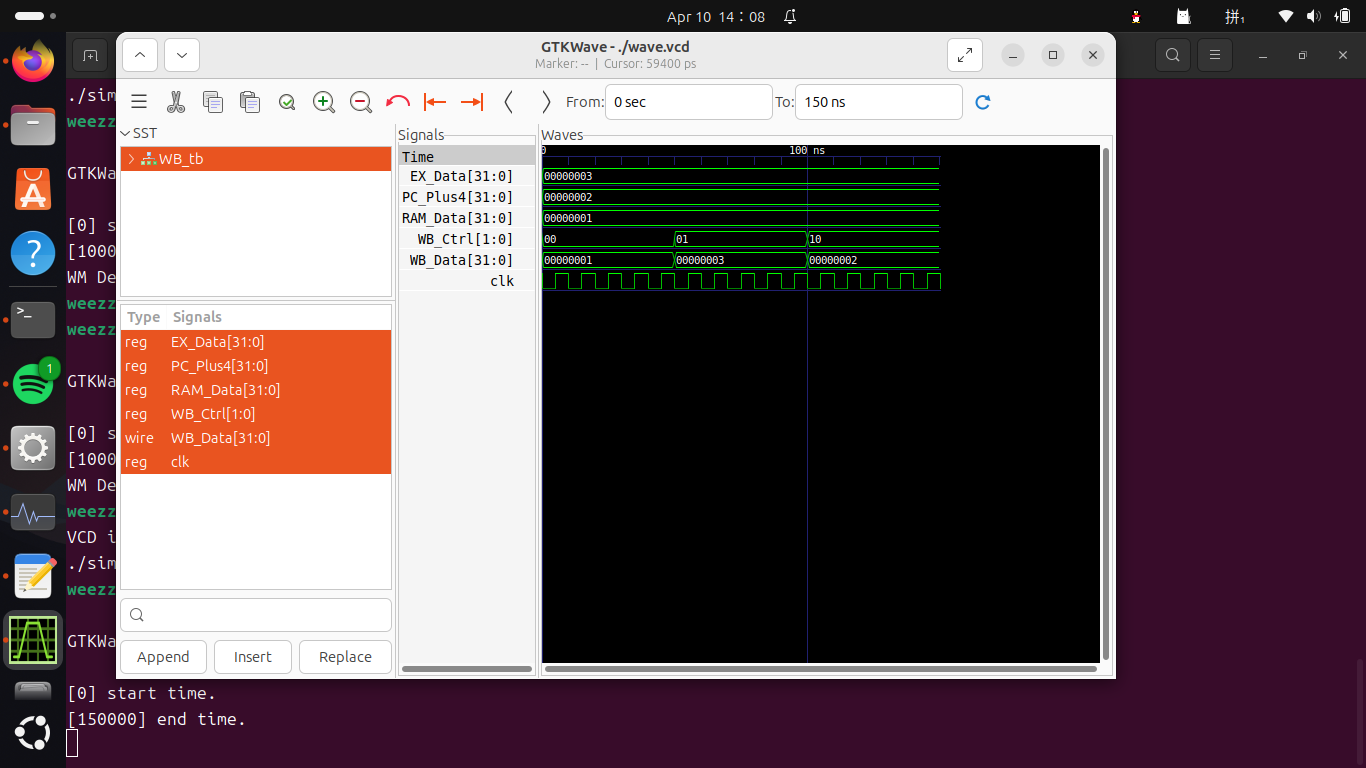 Apr 10 14：08
拼₁
GTKWave - ./wave.vcd
Marker: -- | Cursor: 59400 ps
From: 0 sec To: 150 ns
SST
WB_tb
Type Signals
reg EX_Data[31:0]
reg PC_Plus4[31:0]
reg RAM_Data[31:0]
reg WB_Ctrl[1:0]
wire WB_Data[31:0]
reg clk
Append Insert Replace
Signals
Time
EX_Data[31:0]
PC_Plus4[31:0]
RAM_Data[31:0]
WB_Ctrl[1:0]
WB_Data[31:0]
clk
Waves
0 100 ns
00000003
00000002
00000001
00 01 10
00000001 00000003 00000002
./sim
weezz
GTKWa
[0] s
[1000
WM De
weezz
weezz
GTKWa
[0] s
[1000
WM De
weezz
VCD i
./sim
weezz
GTKWa
[0] start time.
[150000] end time.
1